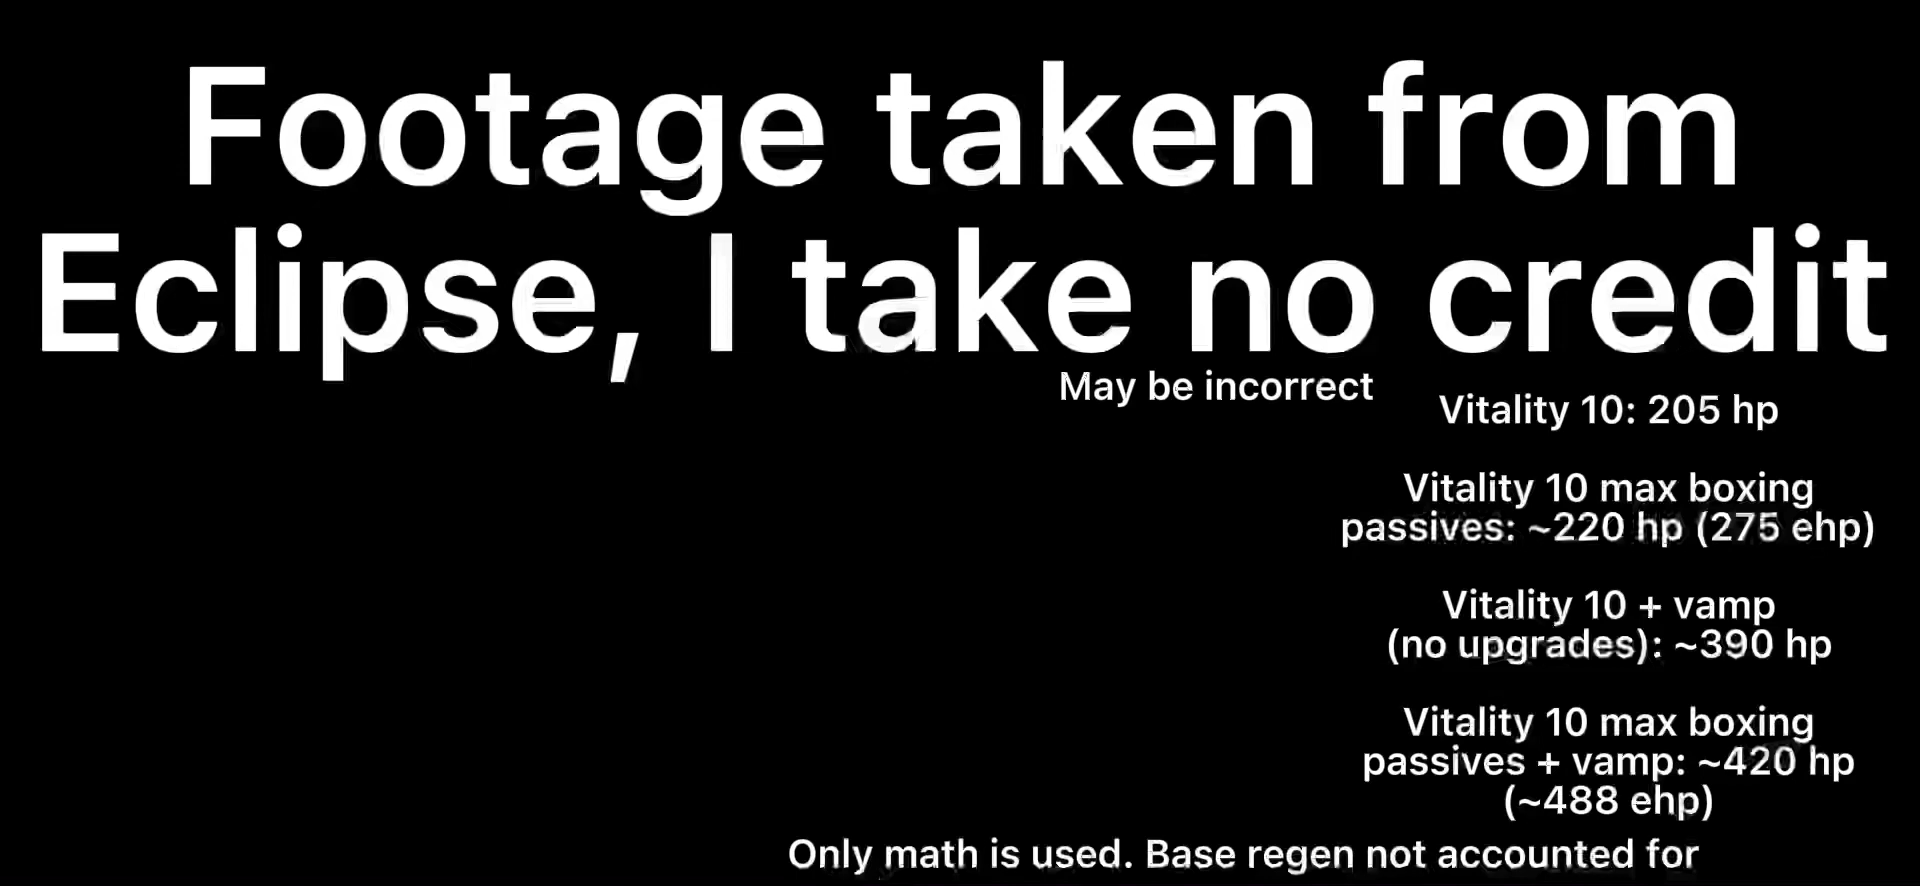 Footage taken from
Eclipse, I take no credit
May be incorrect
Vitality 10: 205 hp
Vitality 10 max boxing
passives: ~220 hp (275 ehp)
Vitality 10 + vamp
(no upgrades): ~390 hp
Vitality 10 max boxing
passives + vamp: ~420 hp
(~488 ehp)
Only math is used. Base regen not accounted for